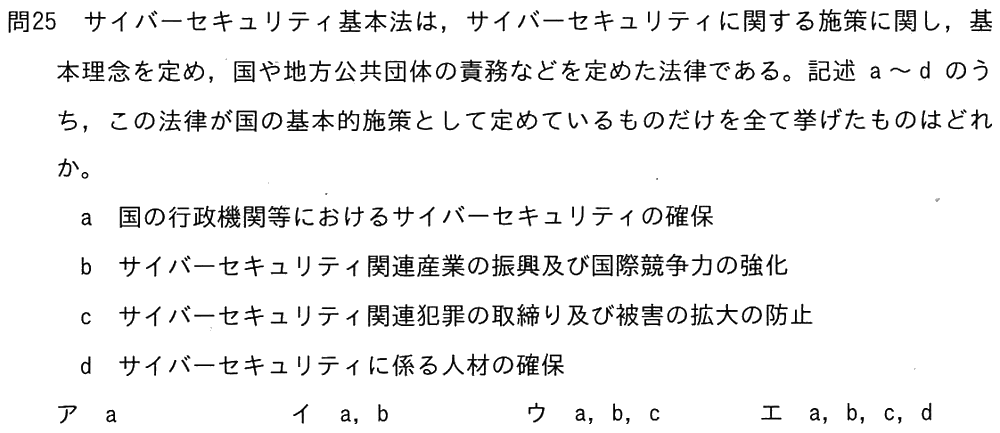 問25 サイバーセキュリティ基本法は，サイバーセキュリティに関する施策に関し，基
本理念を定め，国や地方公共団体の責務などを定めた法律である。記述 a～d のう
ち，この法律が国の基本的施策として定めているものだけを全て挙げたものはどれ
か。
a 国の行政機関等におけるサイバーセキュリティの確保
b サイバーセキュリティ関連産業の振興及び国際競争力の強化
c サイバーセキュリティ関連犯罪の取締り及び被害の拡大の防止
d サイバーセキュリティに係る人材の確保
ア a イ a，b ウ a，b，c エ a，b，c，d